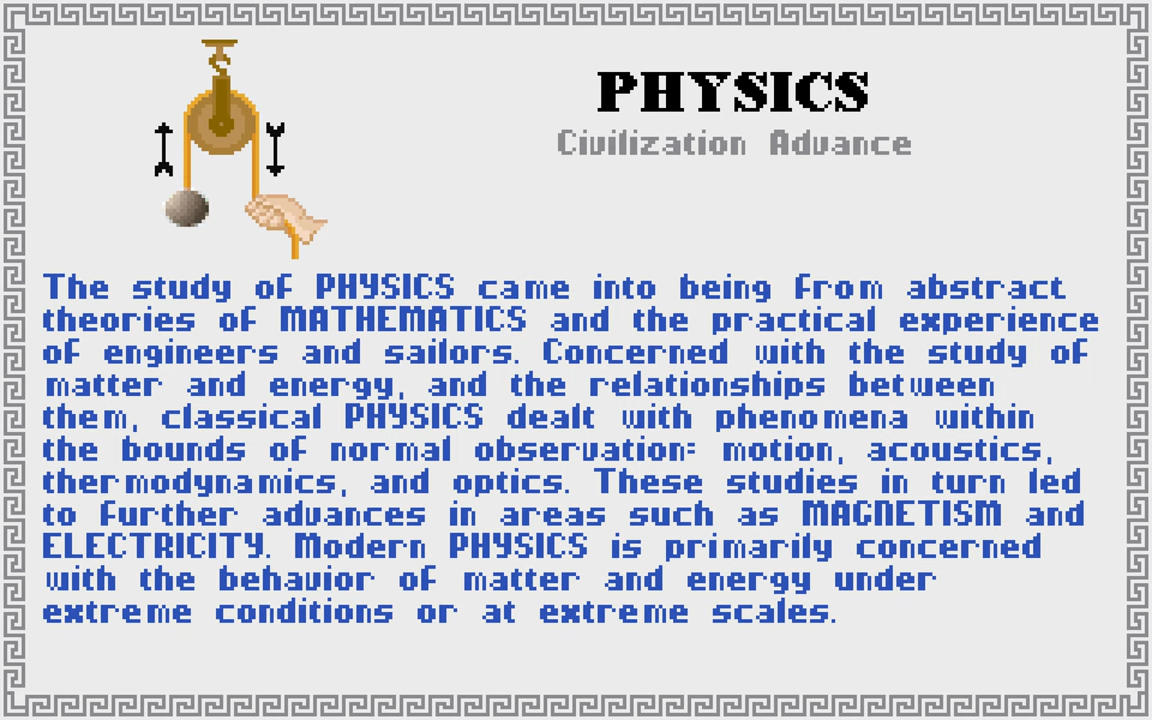 PHYSICS
Civilization Advance
The study of PHYSICS came into being from abstract
theories of MATHEMATICS and the practical experience
of engineers and sailors. Concerned with the study of
matter and energy, and the relationships between
them, classical PHYSICS dealt with phenomena within
the bounds of normal observation: motion, acoustics,
thermodynamics, and optics. These studies in turn led
to further advances in areas such as MAGNETISM and
ELECTRICITY. Modern PHYSICS is primarily concerned
with the behavior of matter and energy under
extreme conditions or at extreme scales.